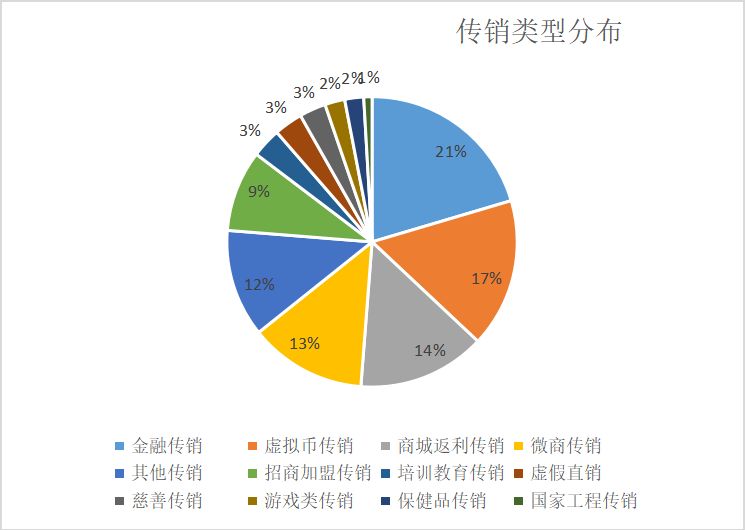 传销类型分布
2% 2% 1%
3%
3%
3%
21%
9%
17%
12%
13%
14%
金融传销 虚拟币传销 商城返利传销 微商传销
其他传销 招商加盟传销 培训教育传销 虚假直销
慈善传销 游戏类传销 保健品传销 国家工程传销